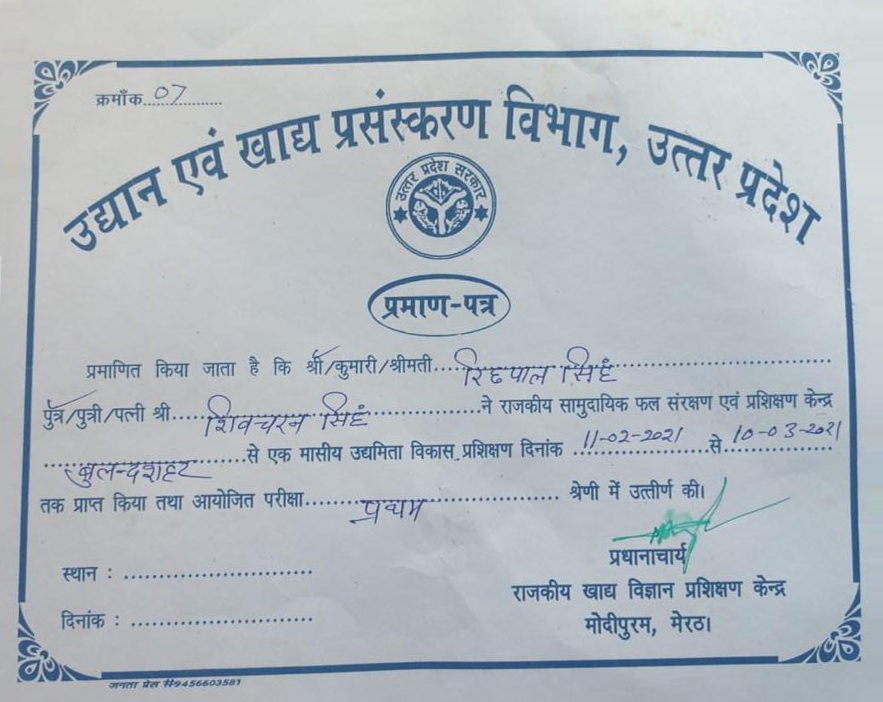 क्रमाँक....07............
उद्यान एवं खाद्य प्रसंस्करण विभाग, उत्तर प्रदेश
उत्तर प्रदेश सरकार
प्रमाण-पत्र
प्रमाणित किया जाता है कि श्री/कुमारी/श्रीमती....रिछपाल सिहं........................
पुत्र/पुत्री/पत्नी श्री.....शिवचरन सिहं..................ने राजकीय सामुदायिक फल संरक्षण एवं प्रशिक्षण केन्द्र
....बुलन्दशहर......से एक मासीय उद्यमिता विकास प्रशिक्षण दिनांक 11-02-2021 से 10-03-2021
तक प्राप्त किया तथा आयोजित परीक्षा........प्रथम.................. श्रेणी में उत्तीर्ण की।
प्रधानाचार्य
राजकीय खाद्य विज्ञान प्रशिक्षण केन्द्र
मोदीपुरम, मेरठ।
स्थान : ................................
दिनांक : ..............................
जनता प्रेस #9456603581